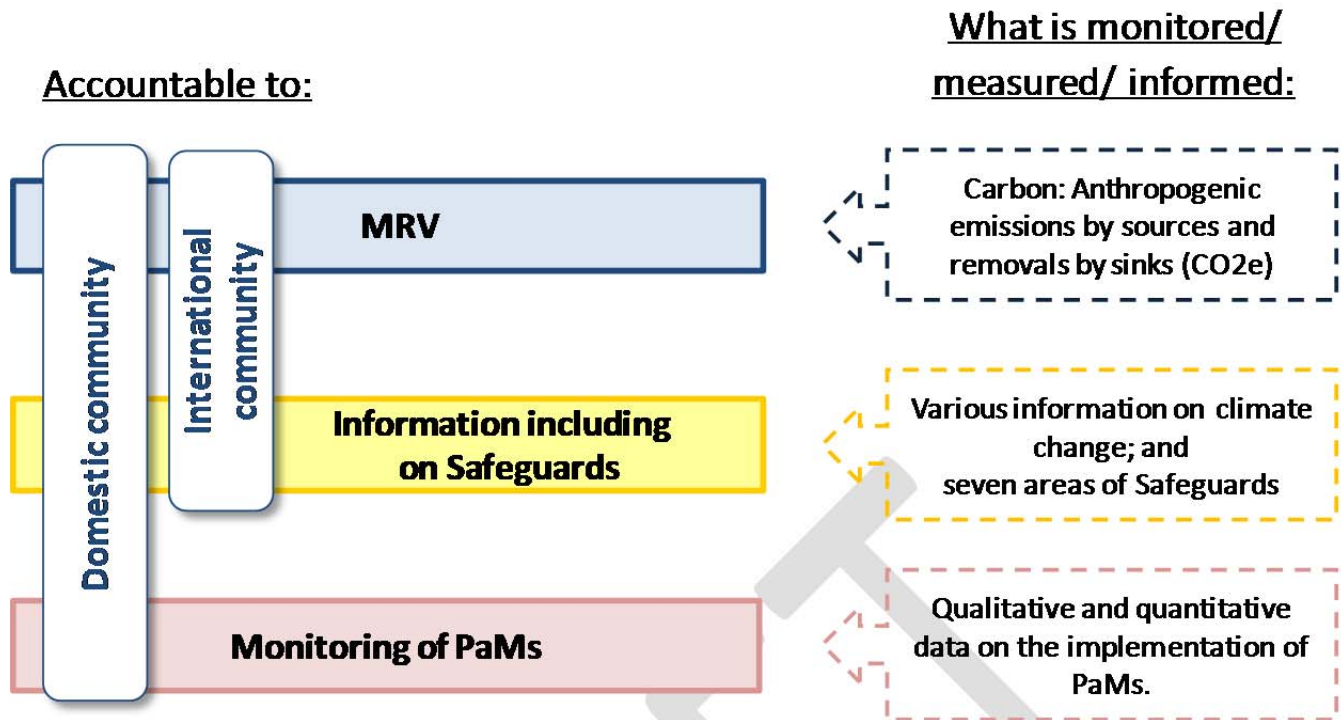 What is monitored/
measured/ informed:
Accountable to:
Domestic community
International
community
MRV
Carbon: Anthropogenic
emissions by sources and
removals by sinks (CO2e)
Information including
on Safeguards
Various information on climate
change; and
seven areas of Safeguards
Monitoring of PaMs
Qualitative and quantitative
data on the implementation of
PaMs.